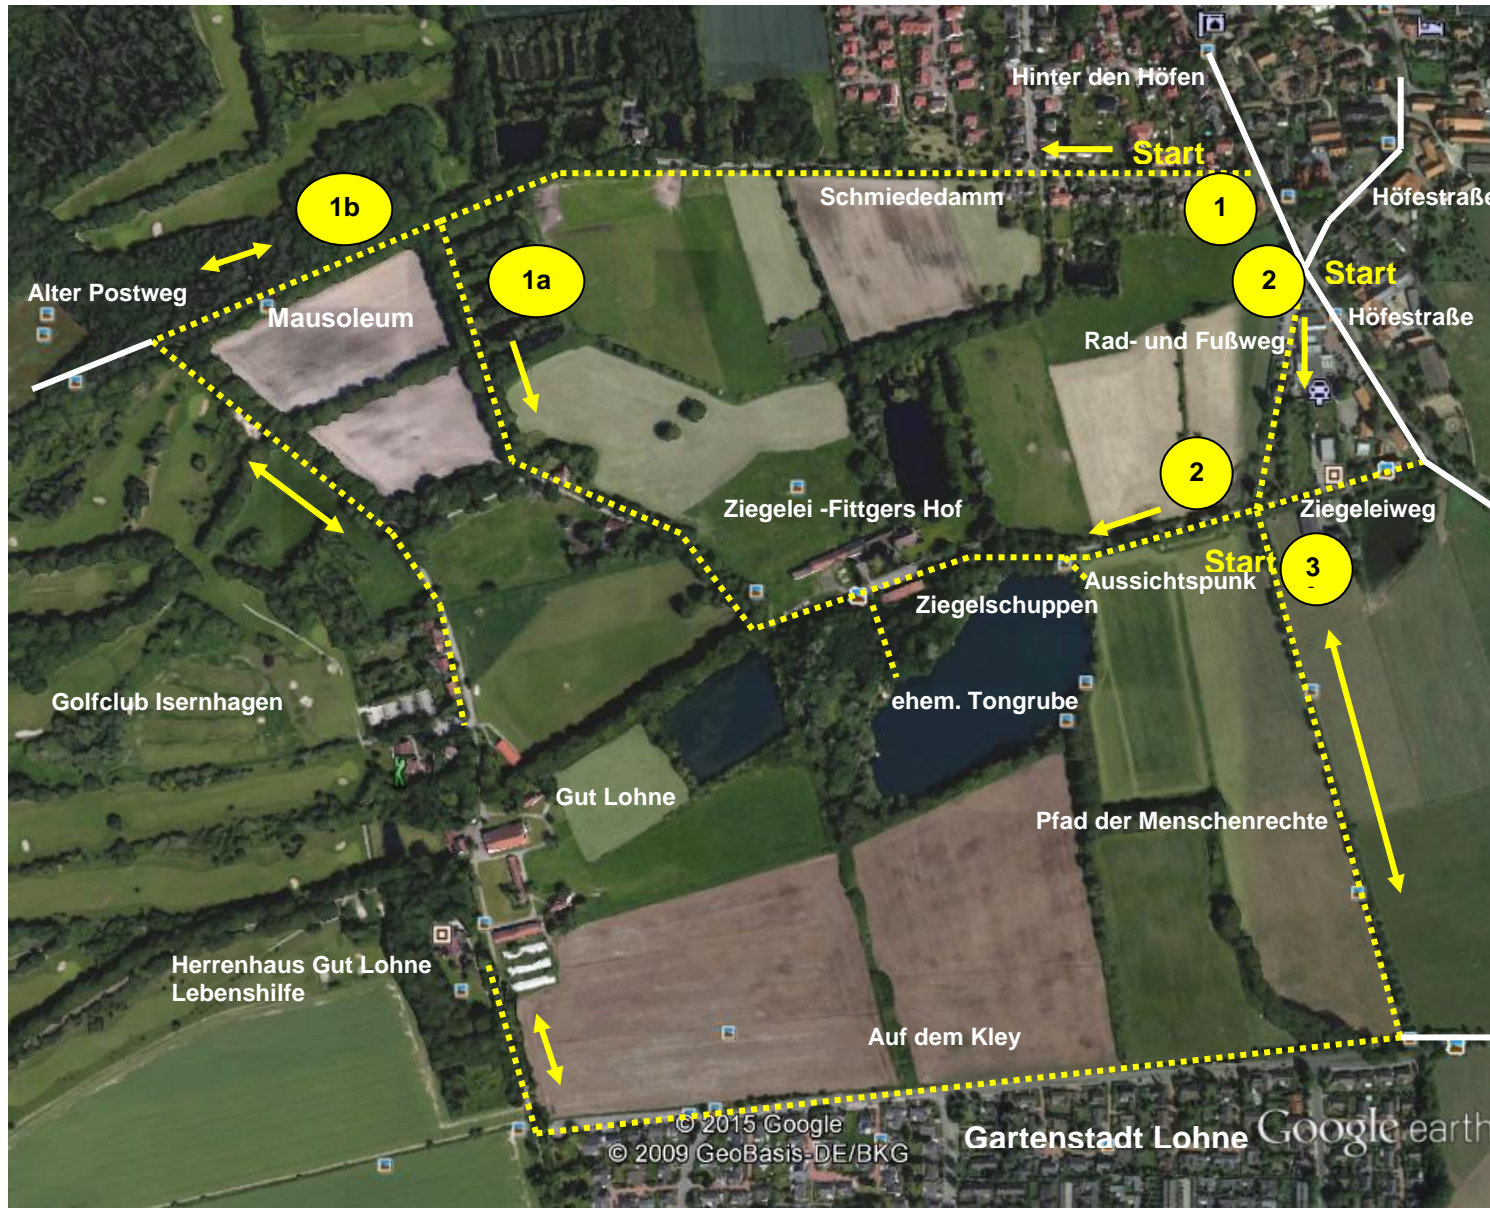 Hinter den Höfen
Start
1b
Schmiededamm
1
Höfestraße
Alter Postweg
1a
2
Start
Mausoleum
Höfestraße
Rad- und Fußweg
2
Ziegelei -Fittgers Hof
Ziegeleiweg
Start
3
Aussichtspunk
Ziegelschuppen
Golfclub Isernhagen
ehem. Tongrube
Gut Lohne
Pfad der Menschenrechte
Herrenhaus Gut Lohne
Lebenshilfe
Auf dem Kley
© 2015 Google
© 2009 GeoBasis-DE/BKG
Gartenstadt Lohne
Google earth